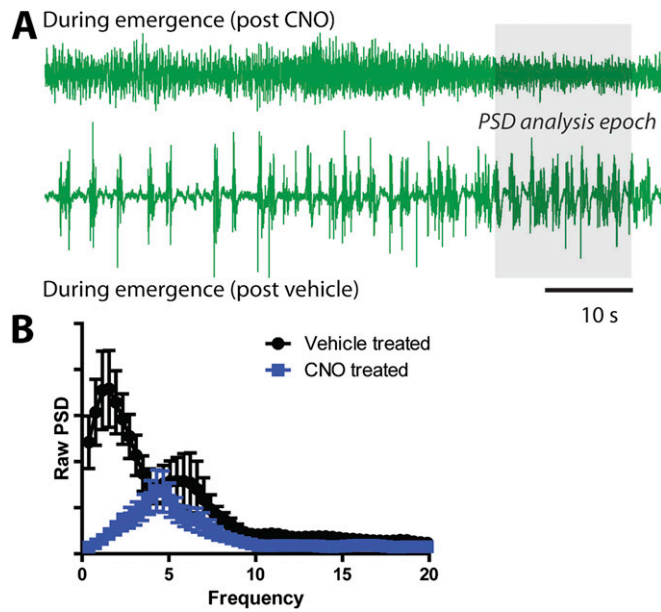 A
During emergence (post CNO)
PSD analysis epoch
During emergence (post vehicle)
10 s
B
Vehicle treated
CNO treated
Raw PSD
0 5 10 15 20
Frequency